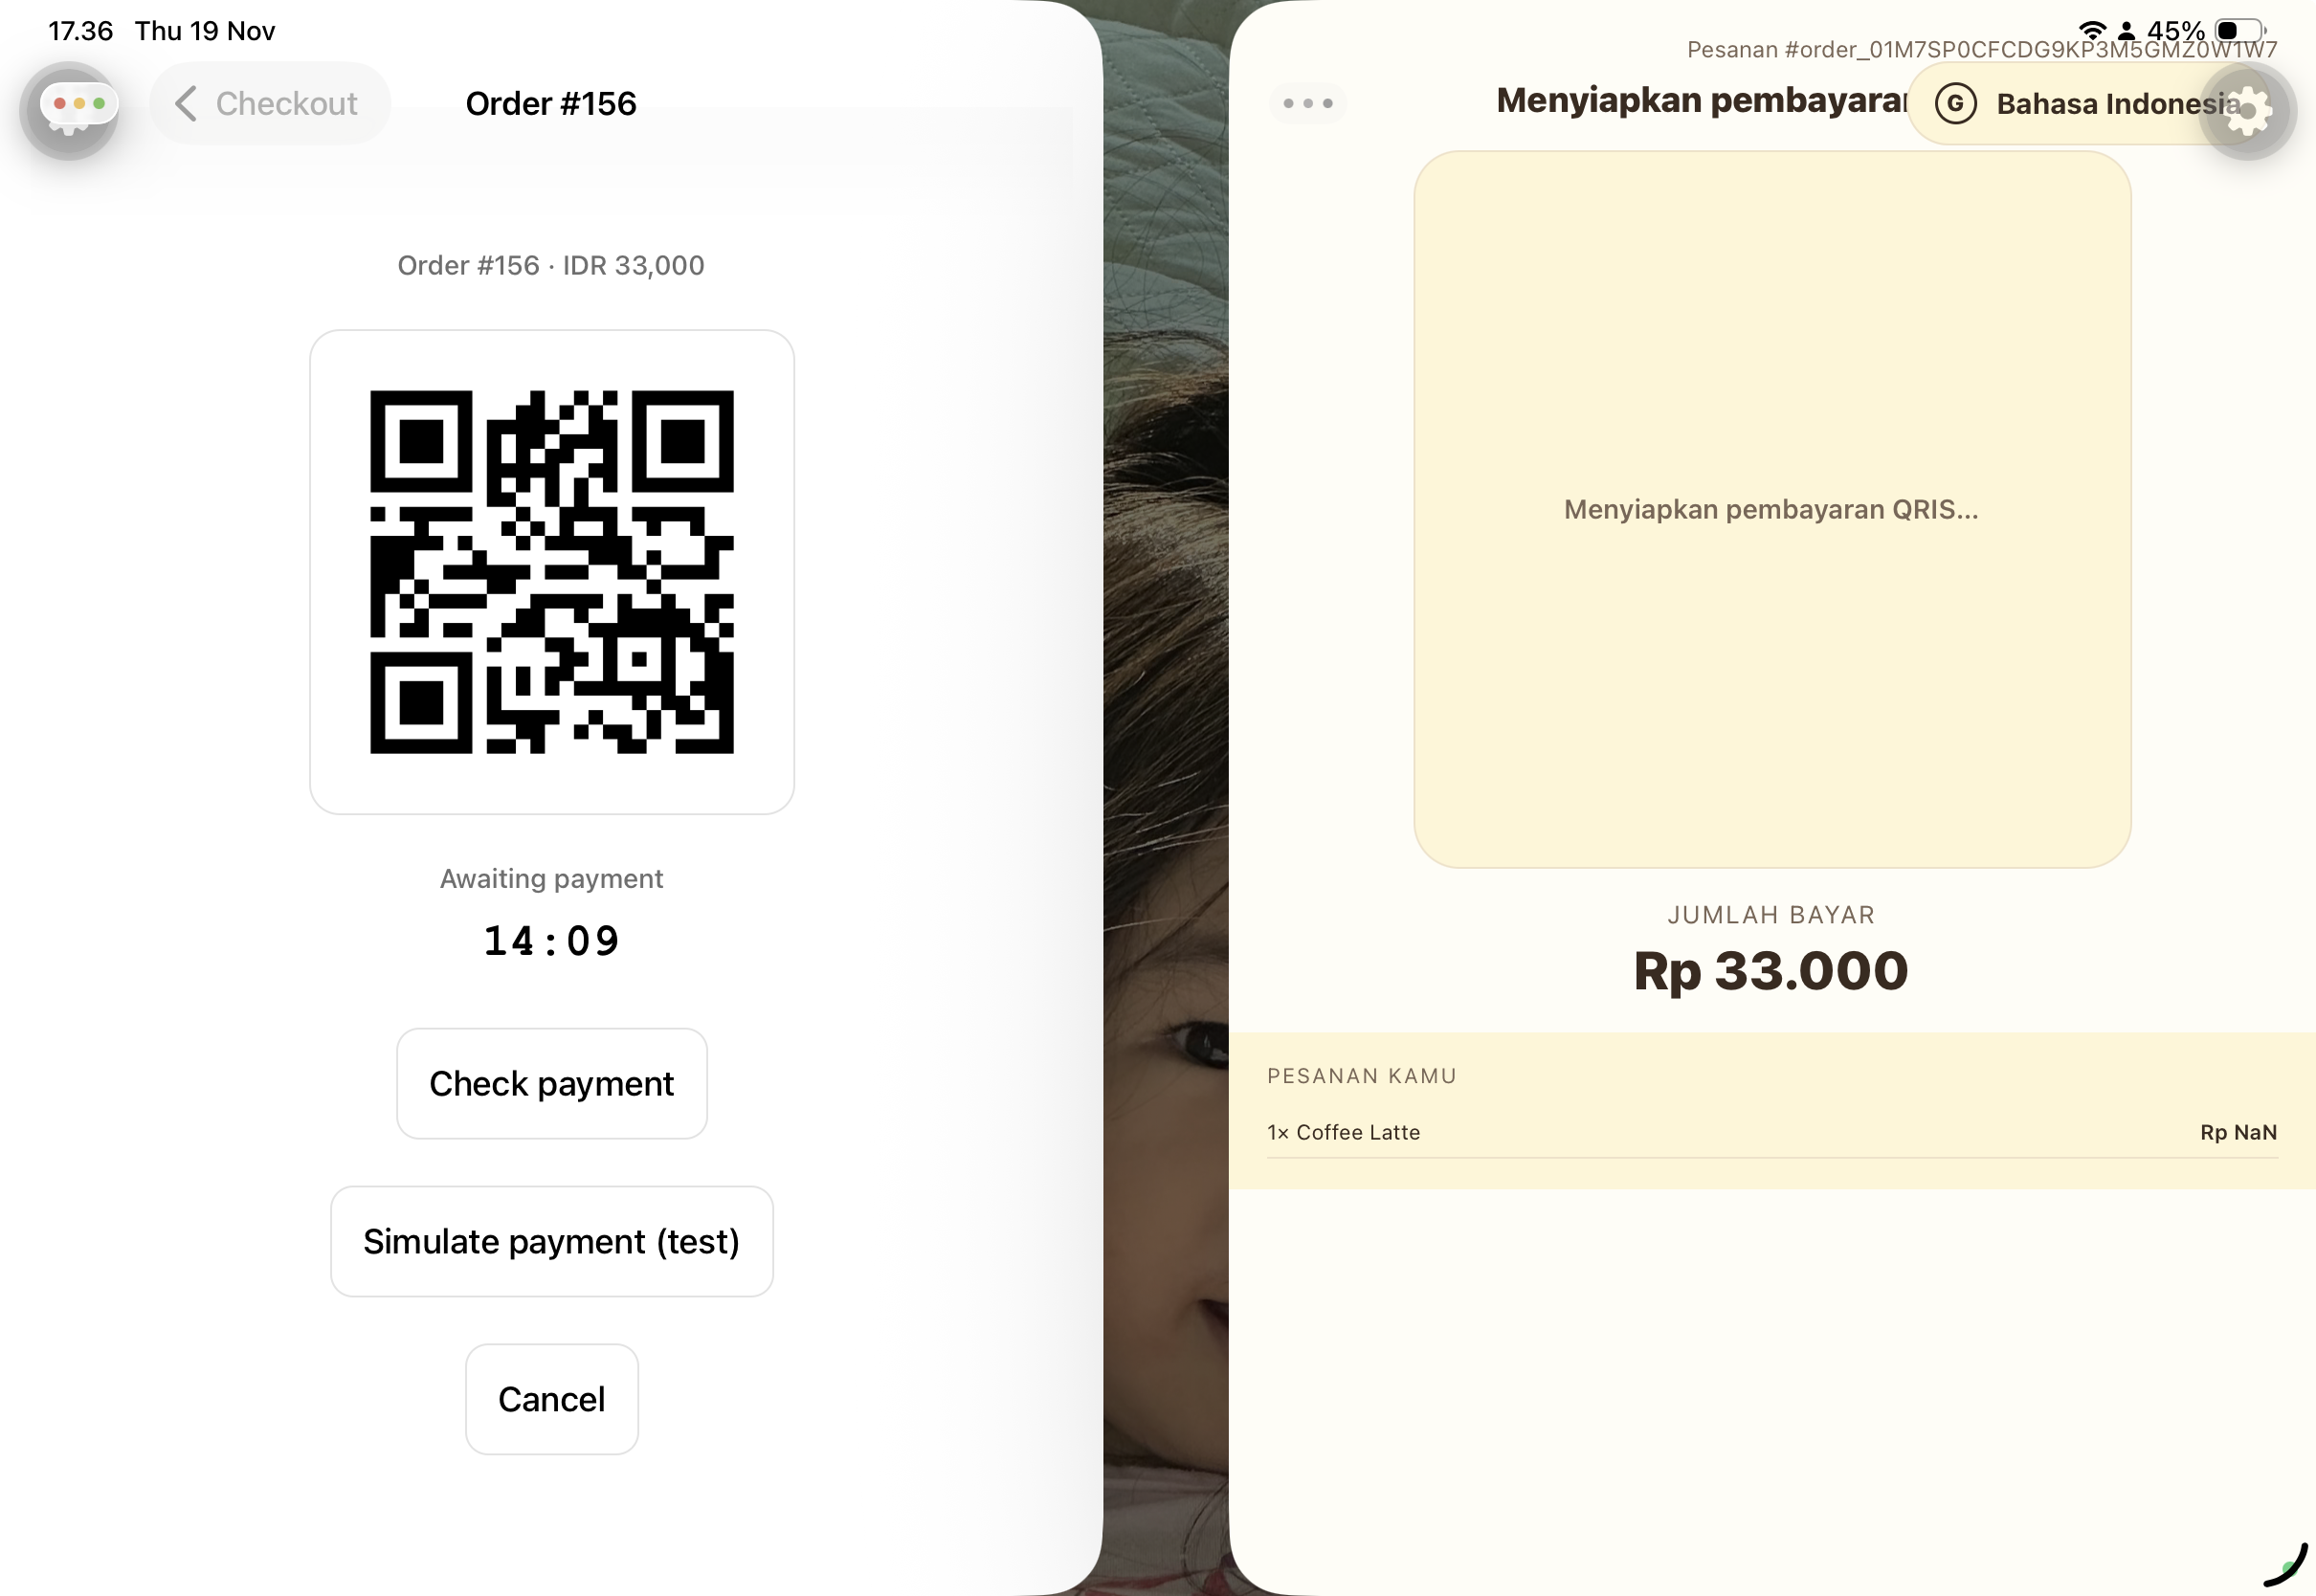 17.36 Thu 19 Nov
Checkout
Order #156
Order #156 · IDR 33,000
Awaiting payment
14:09
Check payment
Simulate payment (test)
Cancel
45%
Pesanan #order_01M7SP0CFCDG9KP3M5GMZ0W1W7
Menyiapkan pembayaran
G Bahasa Indonesia
Menyiapkan pembayaran QRIS...
JUMLAH BAYAR
Rp 33.000
PESANAN KAMU
1× Coffee Latte Rp NaN